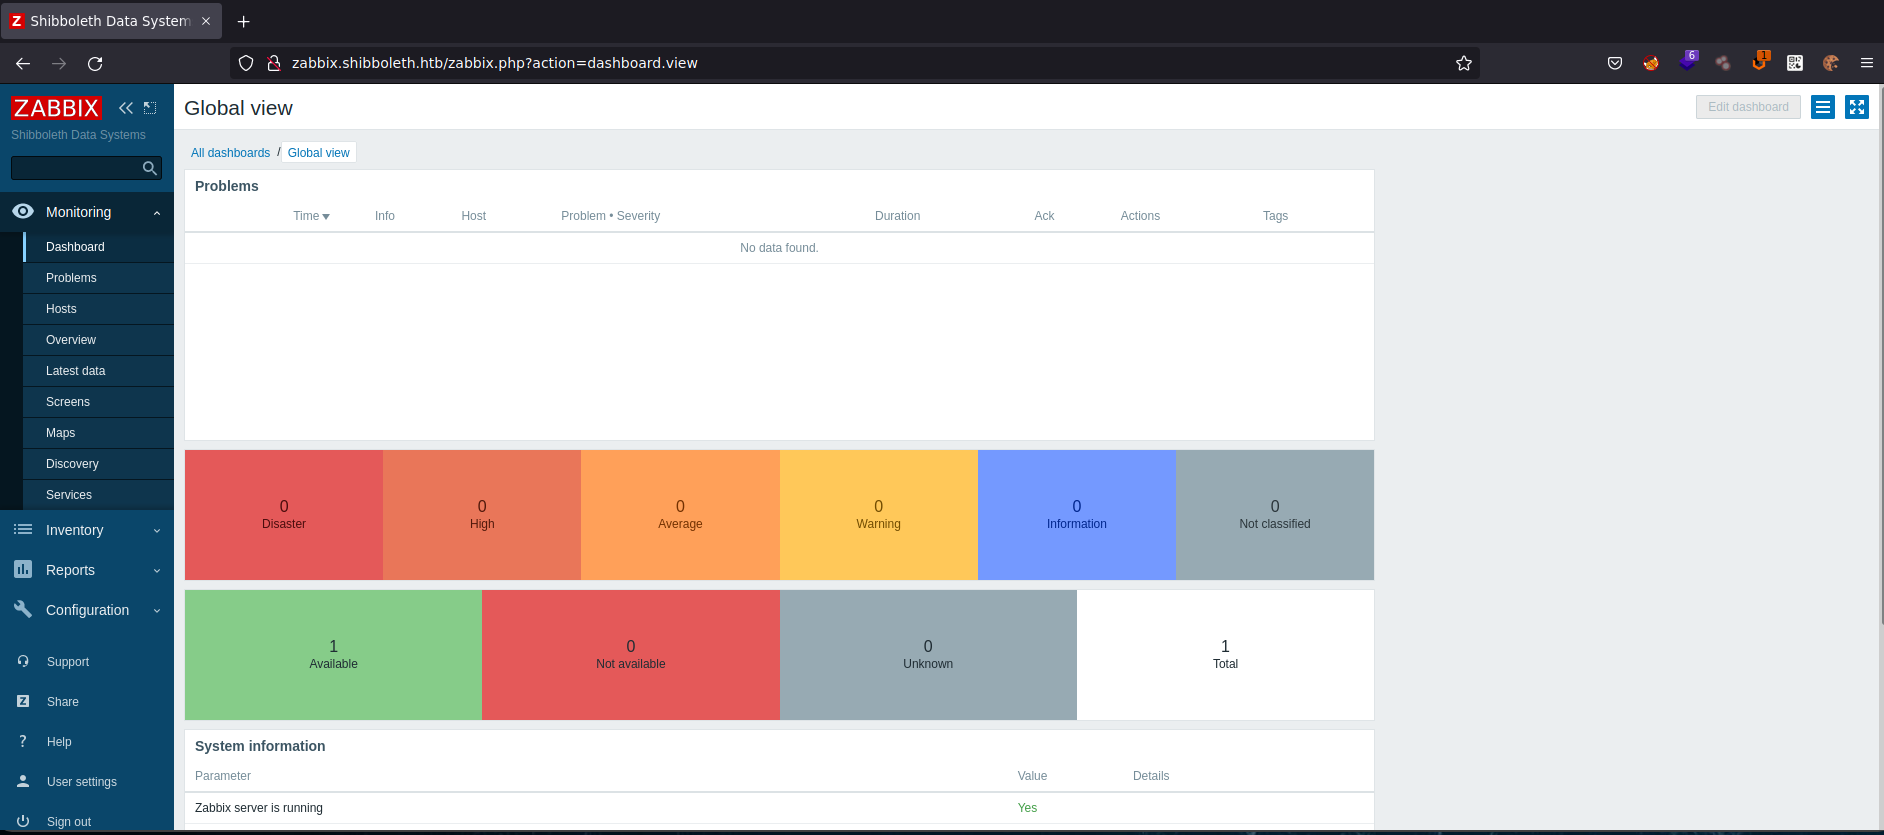 Z Shibboleth Data System
zabbix.shibboleth.htb/zabbix.php?action=dashboard.view
6
1
ZABBIX
Shibboleth Data Systems
Monitoring
Dashboard
Problems
Hosts
Overview
Latest data
Screens
Maps
Discovery
Services
Inventory
Reports
Configuration
Support
Z Share
? Help
User settings
Sign out
Global view
Edit dashboard
All dashboards / Global view
Problems
Time Info Host Problem • Severity Duration Ack Actions Tags
No data found.
0 0 0 0 0 0
Disaster High Average Warning Information Not classified
1 0 0 1
Available Not available Unknown Total
System information
Parameter Value Details
Zabbix server is running Yes